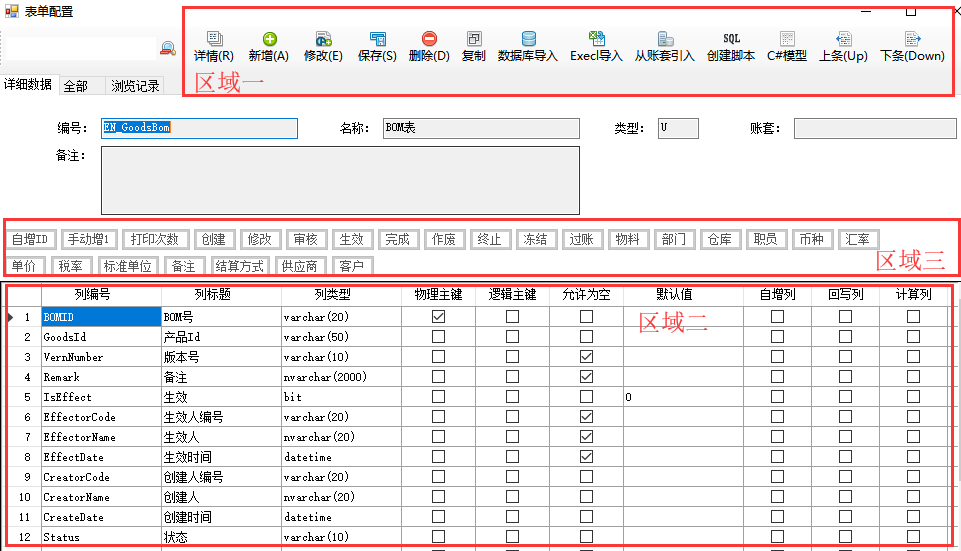 表单配置
详情(R) 新增(A) 修改(E) 保存(S) 删除(D) 复制 数据库导入 Execl导入 从账套引入 SQL 创建脚本 C#模型 上条(Up) 下条(Down)
区域一
详细数据 全部 浏览记录
编号: EN_GoodsBom 名称: BOM表 类型: U 账套:
备注:
自增ID 手动增1 打印次数 创建 修改 审核 生效 完成 作废 终止 冻结 过账 物料 部门 仓库 职员 币种 汇率
单价 税率 标准单位 备注 结算方式 供应商 客户
区域三
列编号 列标题 列类型 物理主键 逻辑主键 允许为空 默认值 自增列 回写列 计算列
区域二
1 BOMID BOM号 varchar(20)
2 GoodsId 产品Id varchar(50)
3 VernNumber 版本号 varchar(10)
4 Remark 备注 nvarchar(2000)
5 IsEffect 生效 bit 0
6 EffectorCode 生效人编号 varchar(20)
7 EffectorName 生效人 nvarchar(20)
8 EffectDate 生效时间 datetime
9 CreatorCode 创建人编号 varchar(20)
10 CreatorName 创建人 nvarchar(20)
11 CreateDate 创建时间 datetime
12 Status 状态 varchar(10)